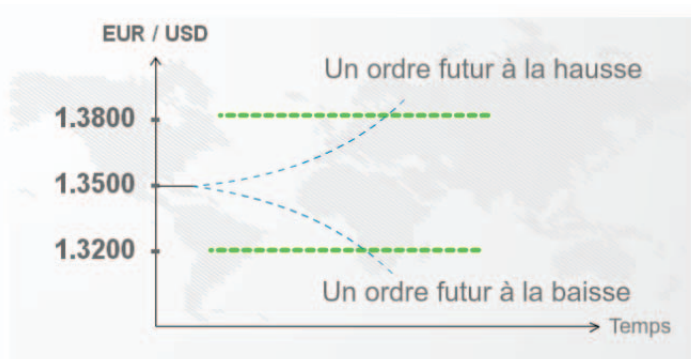 EUR / USD
Un ordre futur à la hausse
1.3800
1.3500
1.3200
Un ordre futur à la baisse
Temps